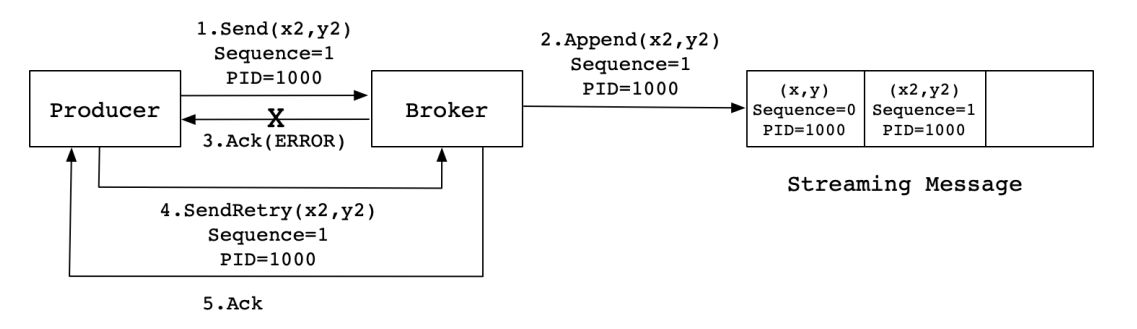 1.Send(x2,y2)
Sequence=1
PID=1000
2.Append(x2,y2)
Sequence=1
PID=1000
Producer
X
3.Ack(ERROR)
Broker
(x,y)
Sequence=0
PID=1000
(x2,y2)
Sequence=1
PID=1000
Streaming Message
4.SendRetry(x2,y2)
Sequence=1
PID=1000
5.Ack